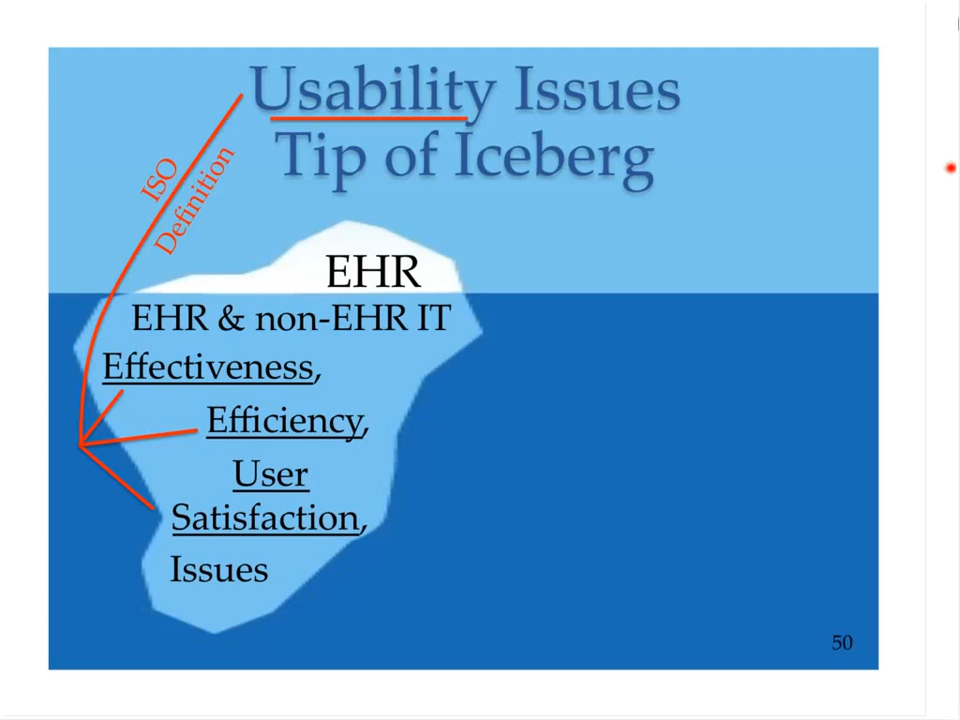 Usability Issues
Tip of Iceberg
ISO
Definition
EHR
EHR & non-EHR IT
Effectiveness,
Efficiency,
User
Satisfaction,
Issues
50